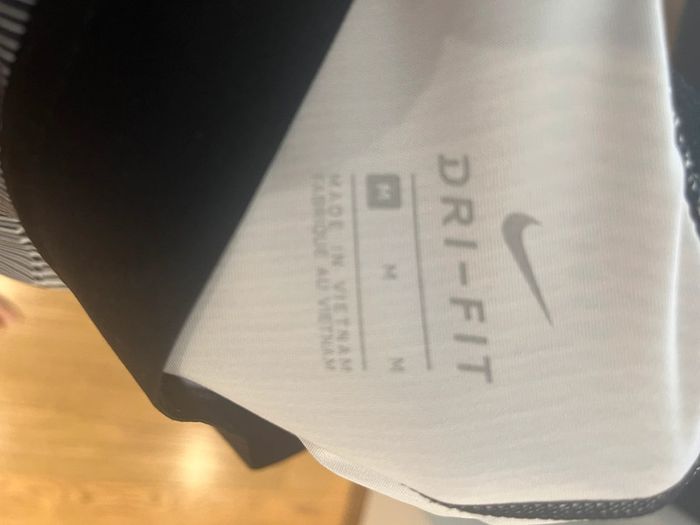 DRI-FIT
M M M
MADE IN VIETNAM
FABRIQUÉ AU VIETNAM